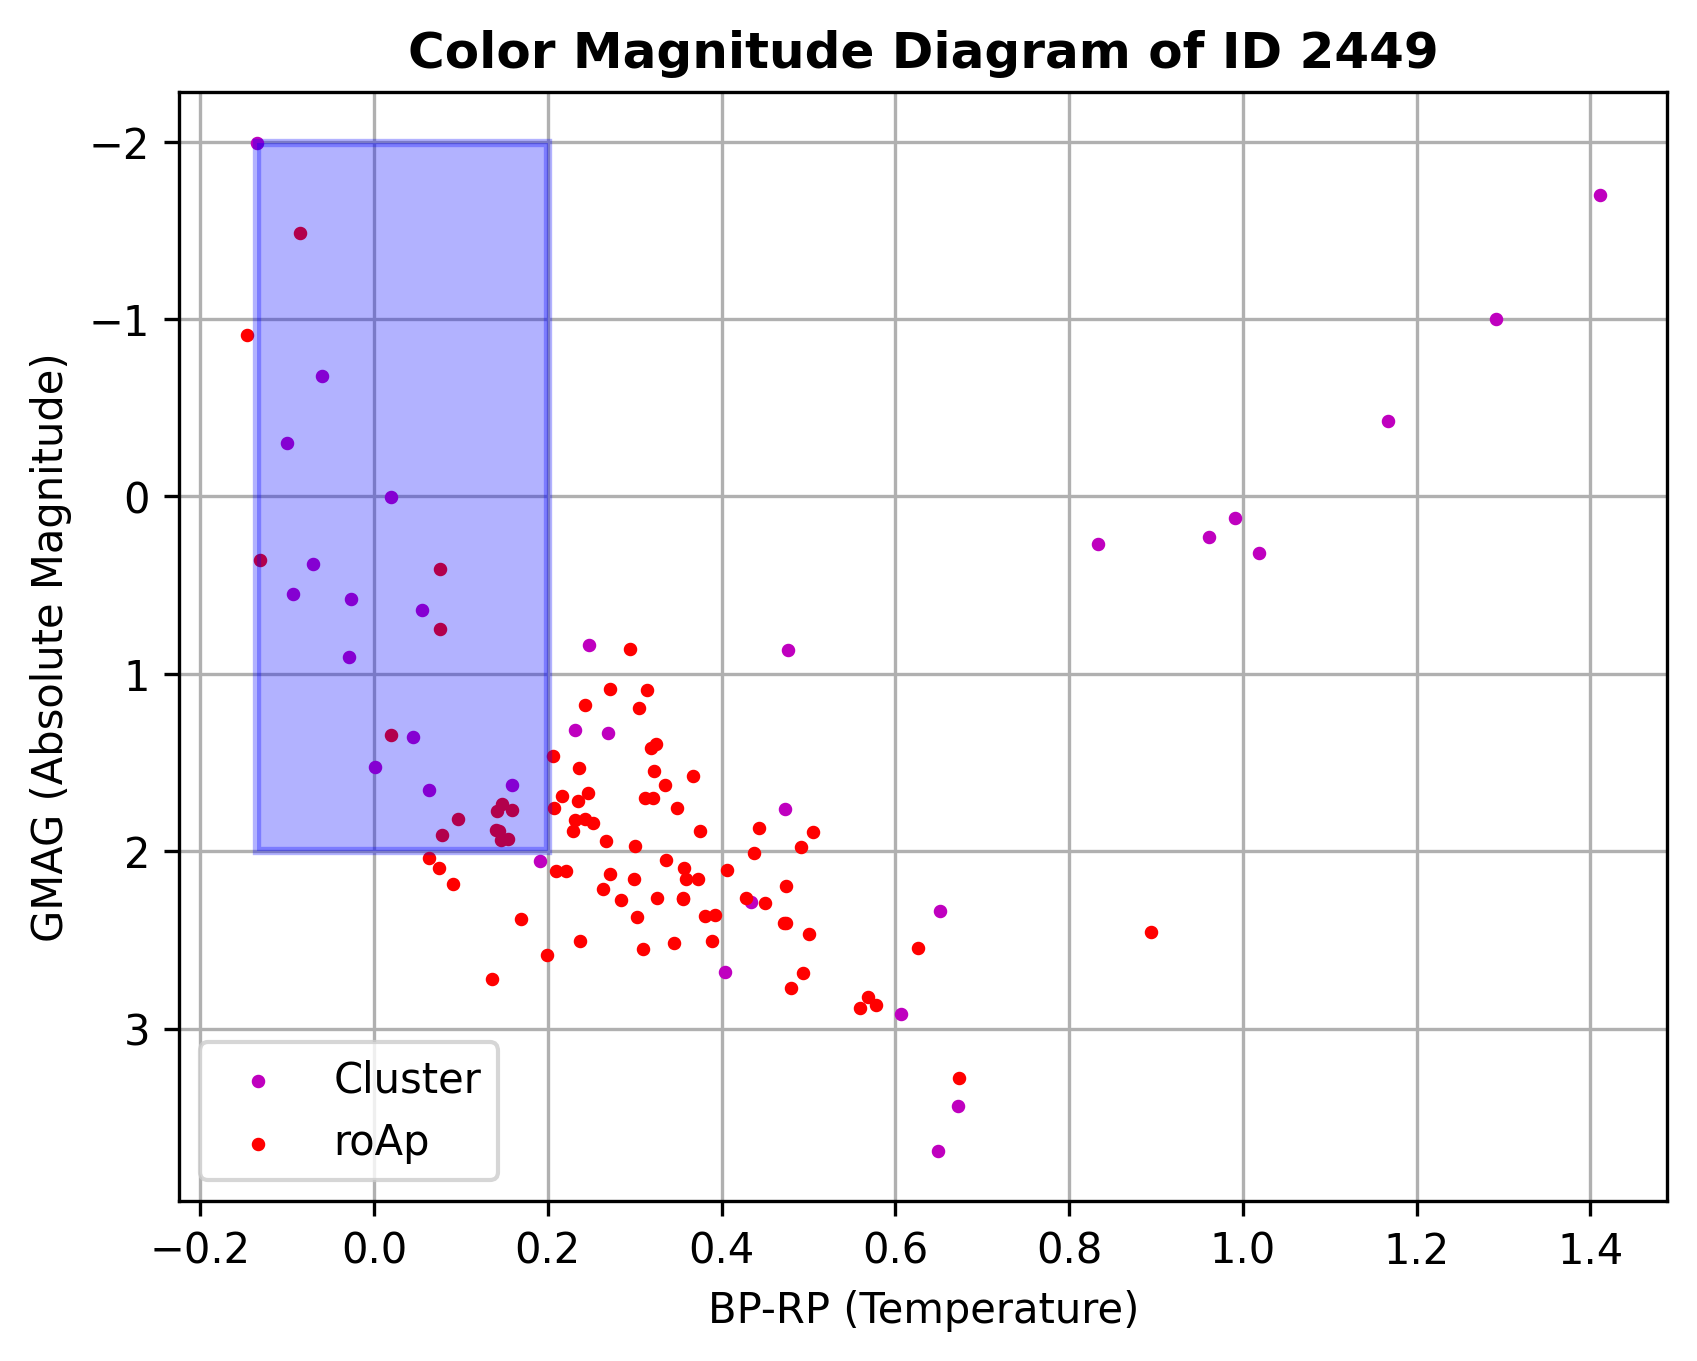 Color Magnitude Diagram of ID 2449
GMAG (Absolute Magnitude)
−2
−1
0
1
2
3
Cluster
roAp
−0.2 0.0 0.2 0.4 0.6 0.8 1.0 1.2 1.4
BP-RP (Temperature)